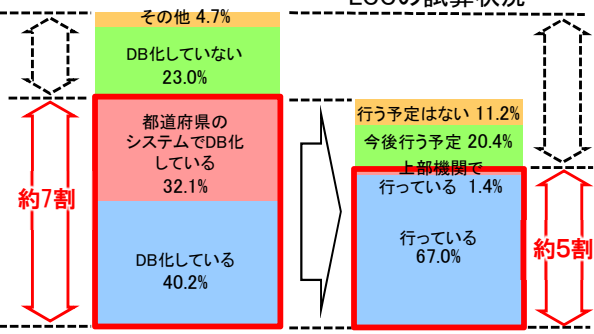 その他 4.7%
DB化していない
23.0%
都道府県の
システムでDB化
している
32.1%
DB化している
40.2%
約7割
行う予定はない 11.2%
今後行う予定 20.4%
上部機関で
行っている 1.4%
行っている
67.0%
約5割